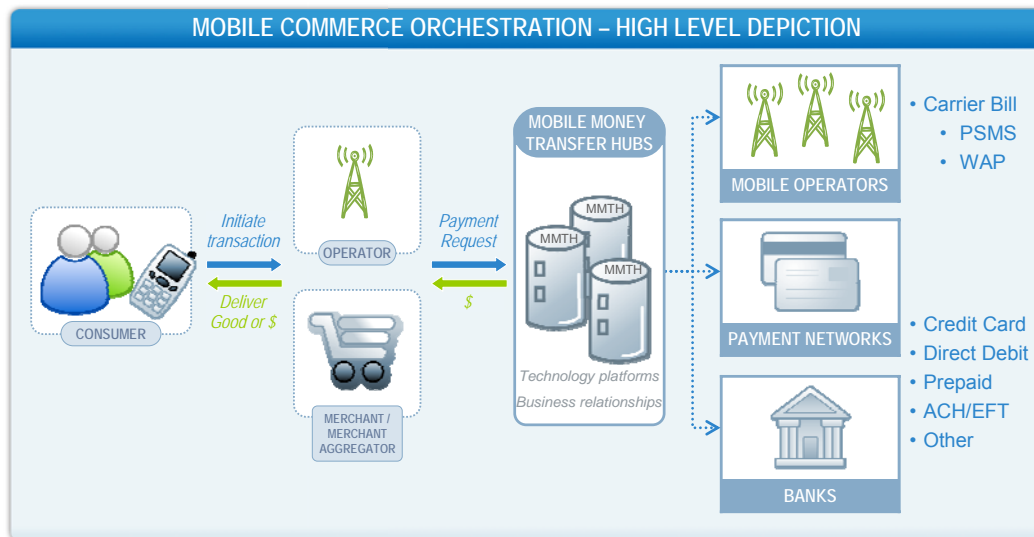 MOBILE COMMERCE ORCHESTRATION – HIGH LEVEL DEPICTION
CONSUMER
Initiate
transaction
Deliver
Good or $
OPERATOR
MERCHANT /
MERCHANT
AGGREGATOR
Payment
Request
$
MOBILE MONEY
TRANSFER HUBS
MMTH
MMTH
MMTH
Technology platforms
Business relationships
MOBILE OPERATORS
• Carrier Bill
• PSMS
• WAP
PAYMENT NETWORKS
BANKS
• Credit Card
• Direct Debit
• Prepaid
• ACH/EFT
• Other